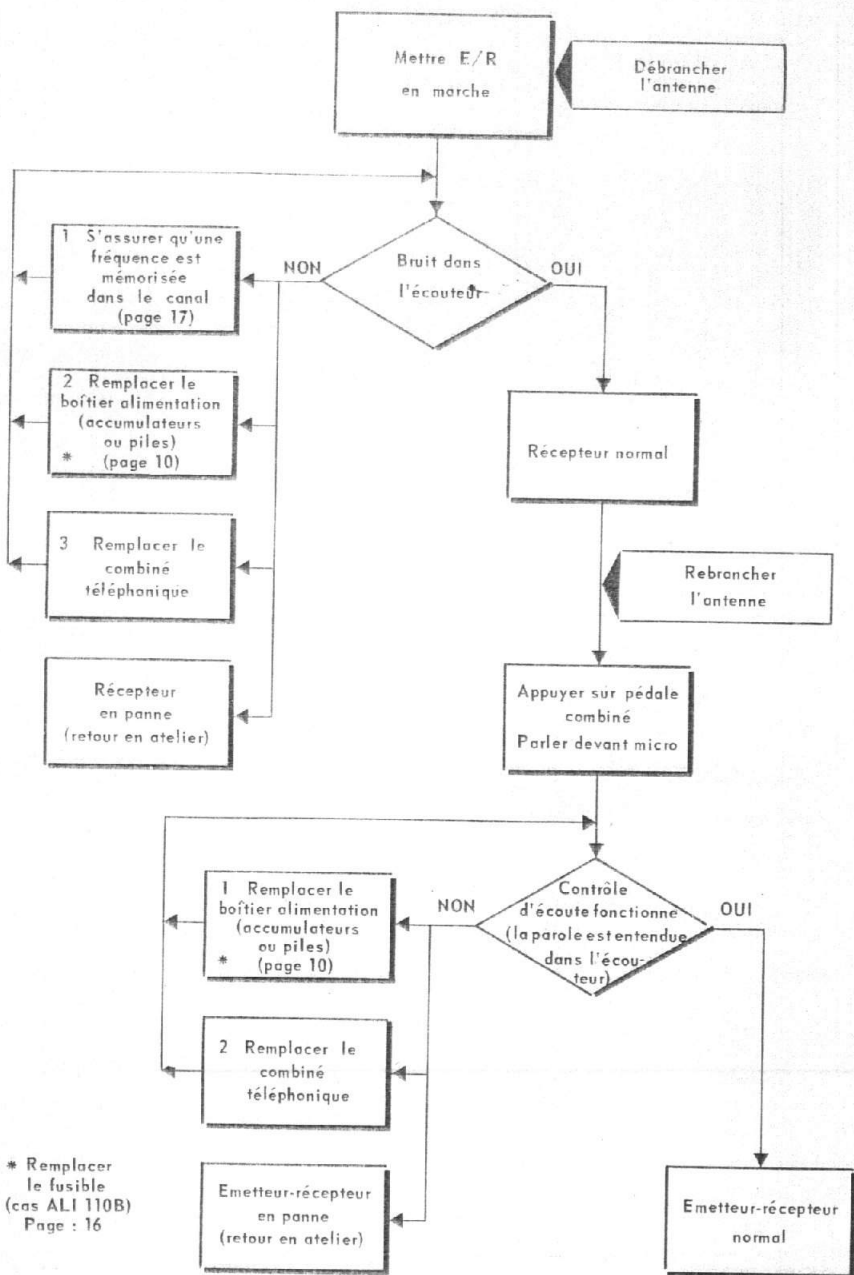 Mettre E/R
en marche
Débrancher
l'antenne
Bruit dans
l'écouteur
NON
OUI
1 S'assurer qu'une
fréquence est
mémorisée
dans le canal
(page 17)
2 Remplacer le
boîtier alimentation
(accumulateurs
ou piles)
* (page 10)
3 Remplacer le
combiné
téléphonique
Récepteur
en panne
(retour en atelier)
Récepteur normal
Rebrancher
l'antenne
Appuyer sur pédale
combiné
Parler devant micro
Contrôle
d'écoute fonctionne
(la parole est entendue
dans l'écou-
teur)
NON
OUI
1 Remplacer le
boîtier alimentation
(accumulateurs
ou piles)
* (page 10)
2 Remplacer le
combiné
téléphonique
Emetteur-récepteur
en panne
(retour en atelier)
Emetteur-récepteur
normal
* Remplacer
le fusible
(cas ALI 110B)
Page : 16